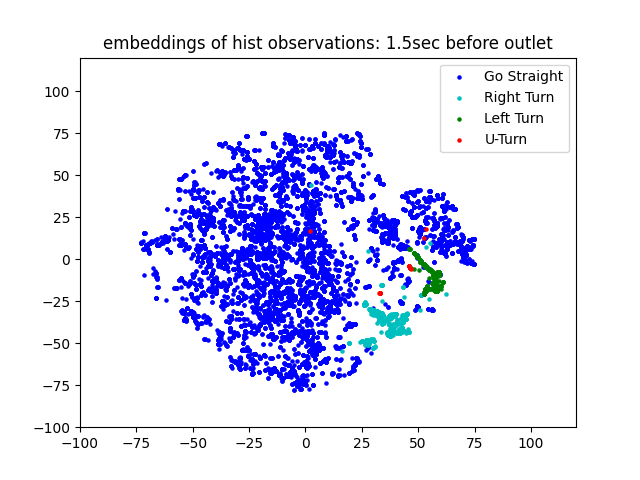 embeddings of hist observations: 1.5sec before outlet
Go Straight
Right Turn
Left Turn
U-Turn
100
75
50
25
0
−25
−50
−75
−100
−100 −75 −50 −25 0 25 50 75 100